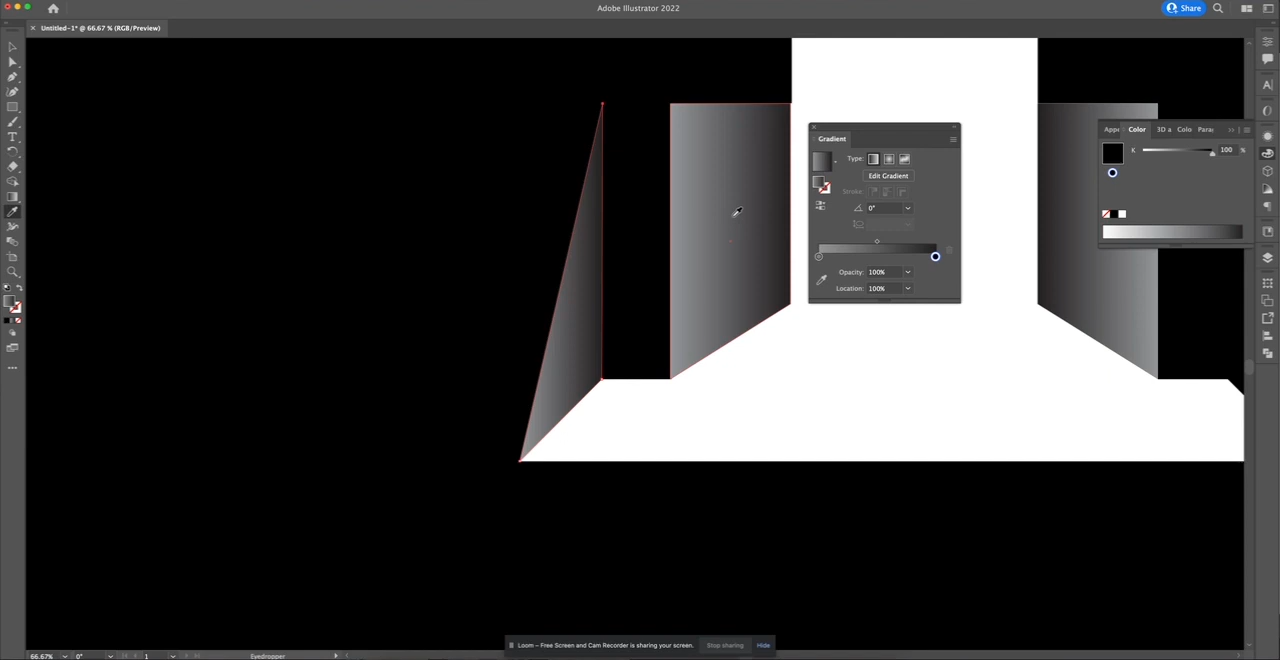 Adobe Illustrator 2022
Share
Untitled-1* @ 66.67 % (RGB/Preview)
Gradient
Type:
Edit Gradient
Stroke:
0°
Opacity: 100%
Location: 100%
Appe Color 3D a Colo Para
K 100 %
Loom – Free Screen and Cam Recorder is sharing your screen. Stop sharing Hide
66.67% 0° 1 Eyedropper